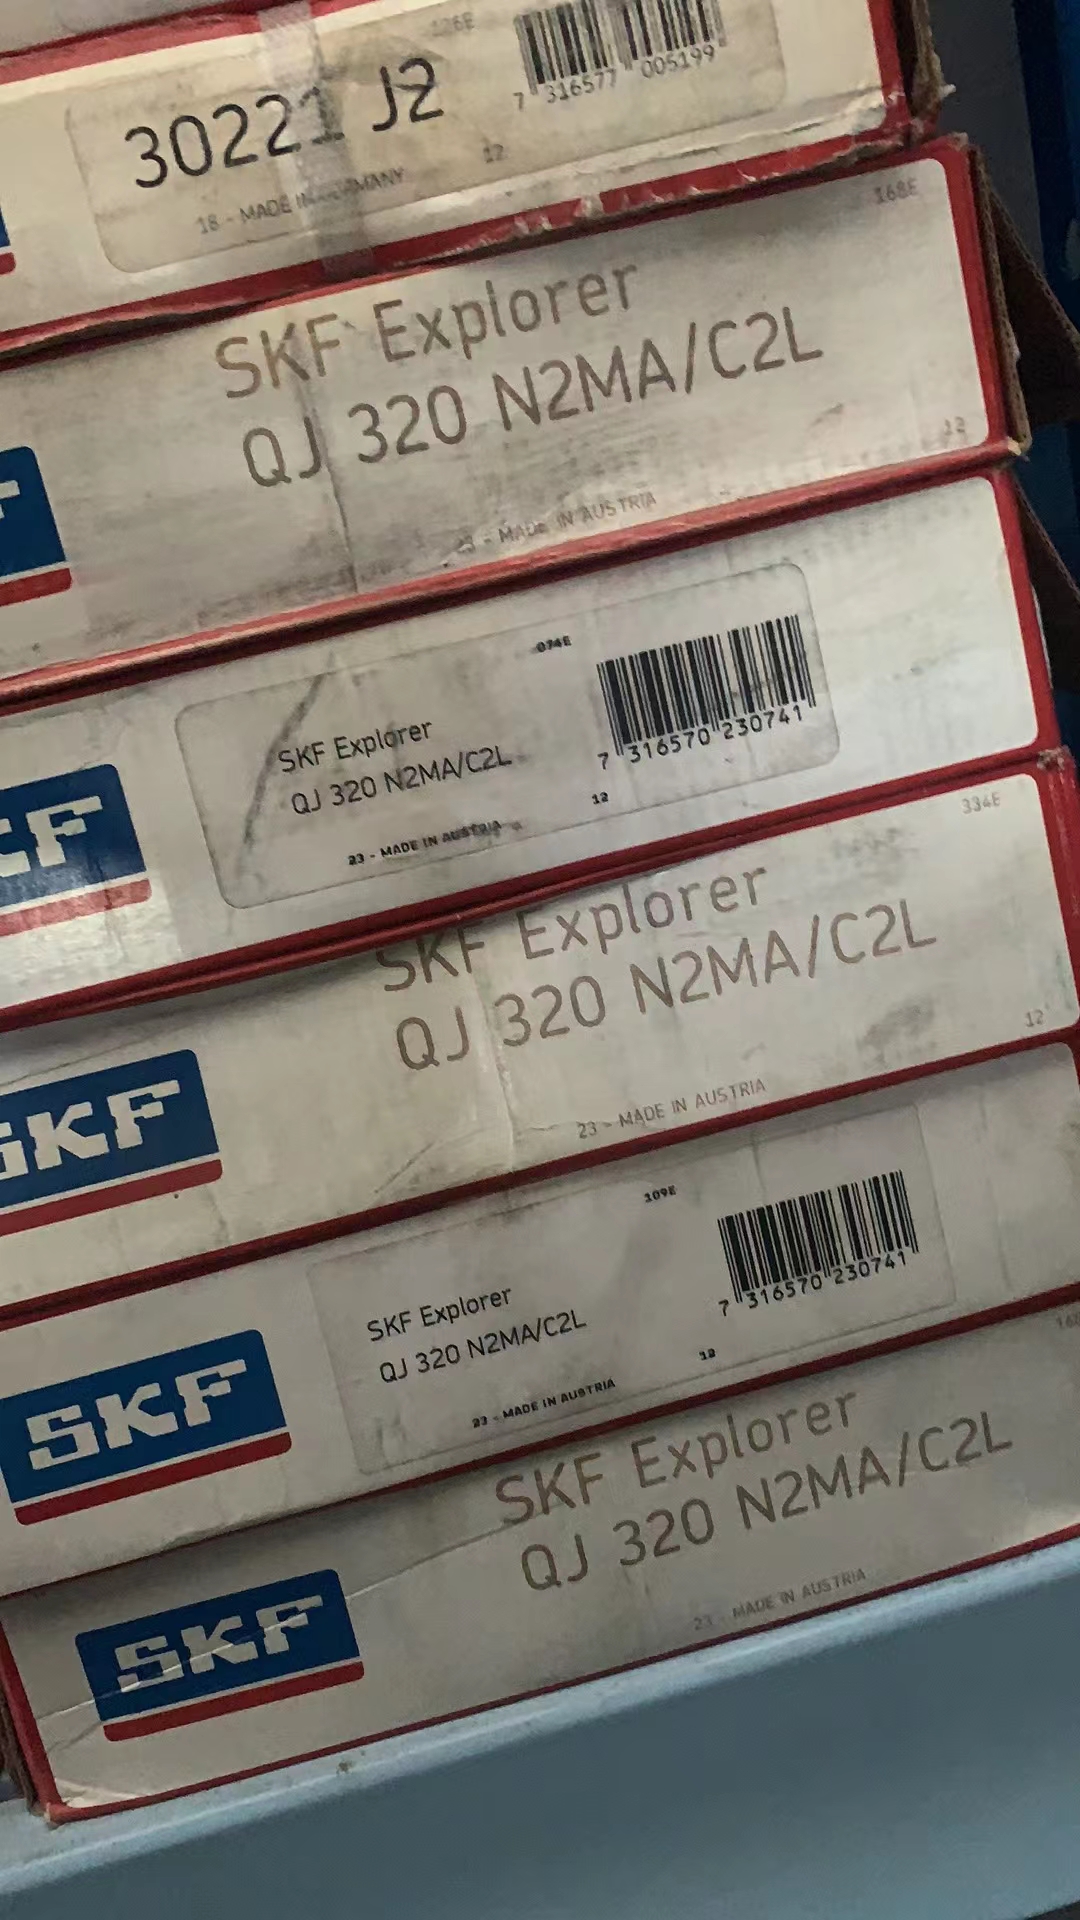 126E
30221 J2
7 316577 005199
12
18 - MADE IN GERMANY
168E
SKF Explorer
QJ 320 N2MA/C2L
12
23 - MADE IN AUSTRIA
074E
SKF Explorer
QJ 320 N2MA/C2L
7 316570 230741
12
23 - MADE IN AUSTRIA
SKF
334E
SKF Explorer
QJ 320 N2MA/C2L
12
23 - MADE IN AUSTRIA
SKF
109E
SKF Explorer
QJ 320 N2MA/C2L
7 316570 230741
12
23 - MADE IN AUSTRIA
SKF
SKF Explorer
QJ 320 N2MA/C2L
23 - MADE IN AUSTRIA
SKF